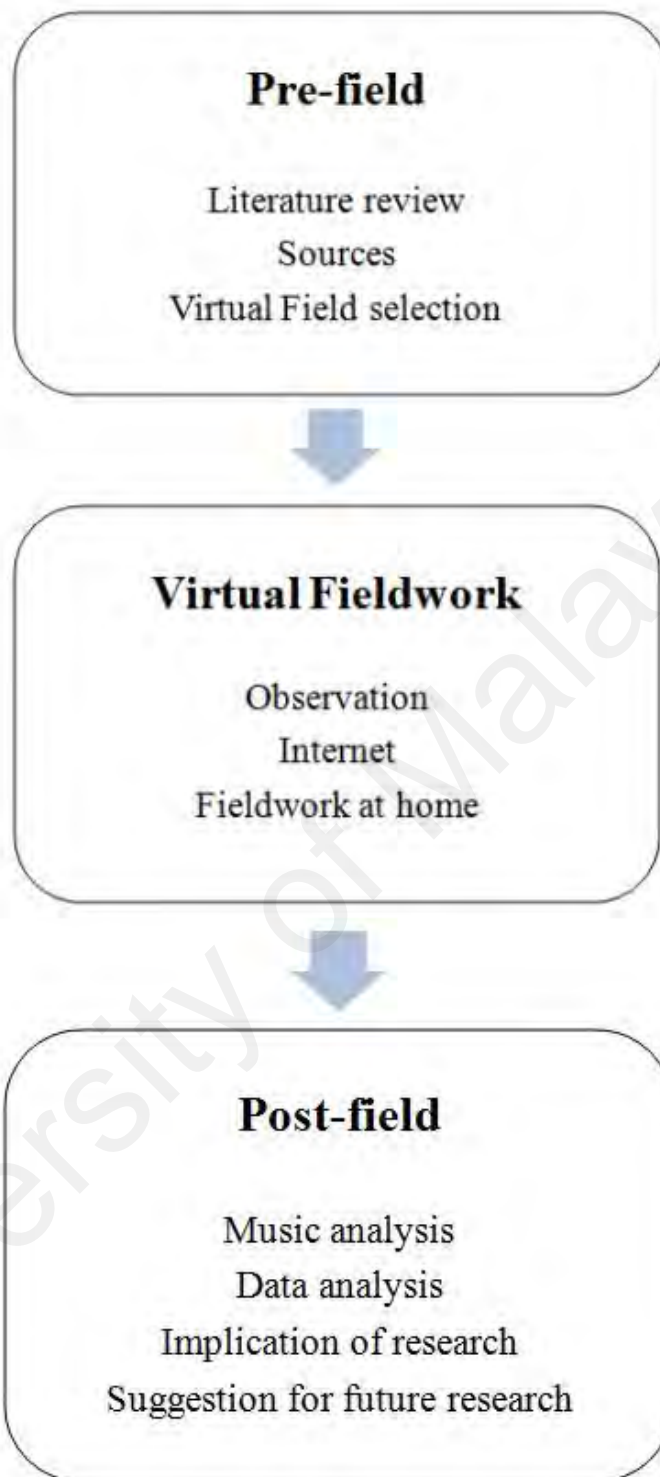 Pre-field
Literature review
Sources
Virtual Field selection
Virtual Fieldwork
Observation
Internet
Fieldwork at home
Post-field
Music analysis
Data analysis
Implication of research
Suggestion for future research